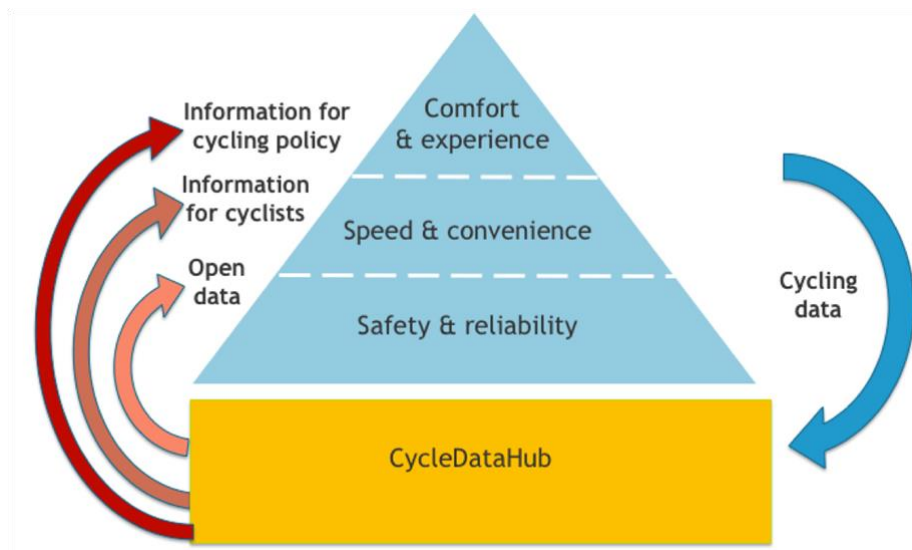 Comfort
& experience
Information for
cycling policy
Information
for cyclists
Speed & convenience
Open
data
Cycling
data
Safety & reliability
CycleDataHub